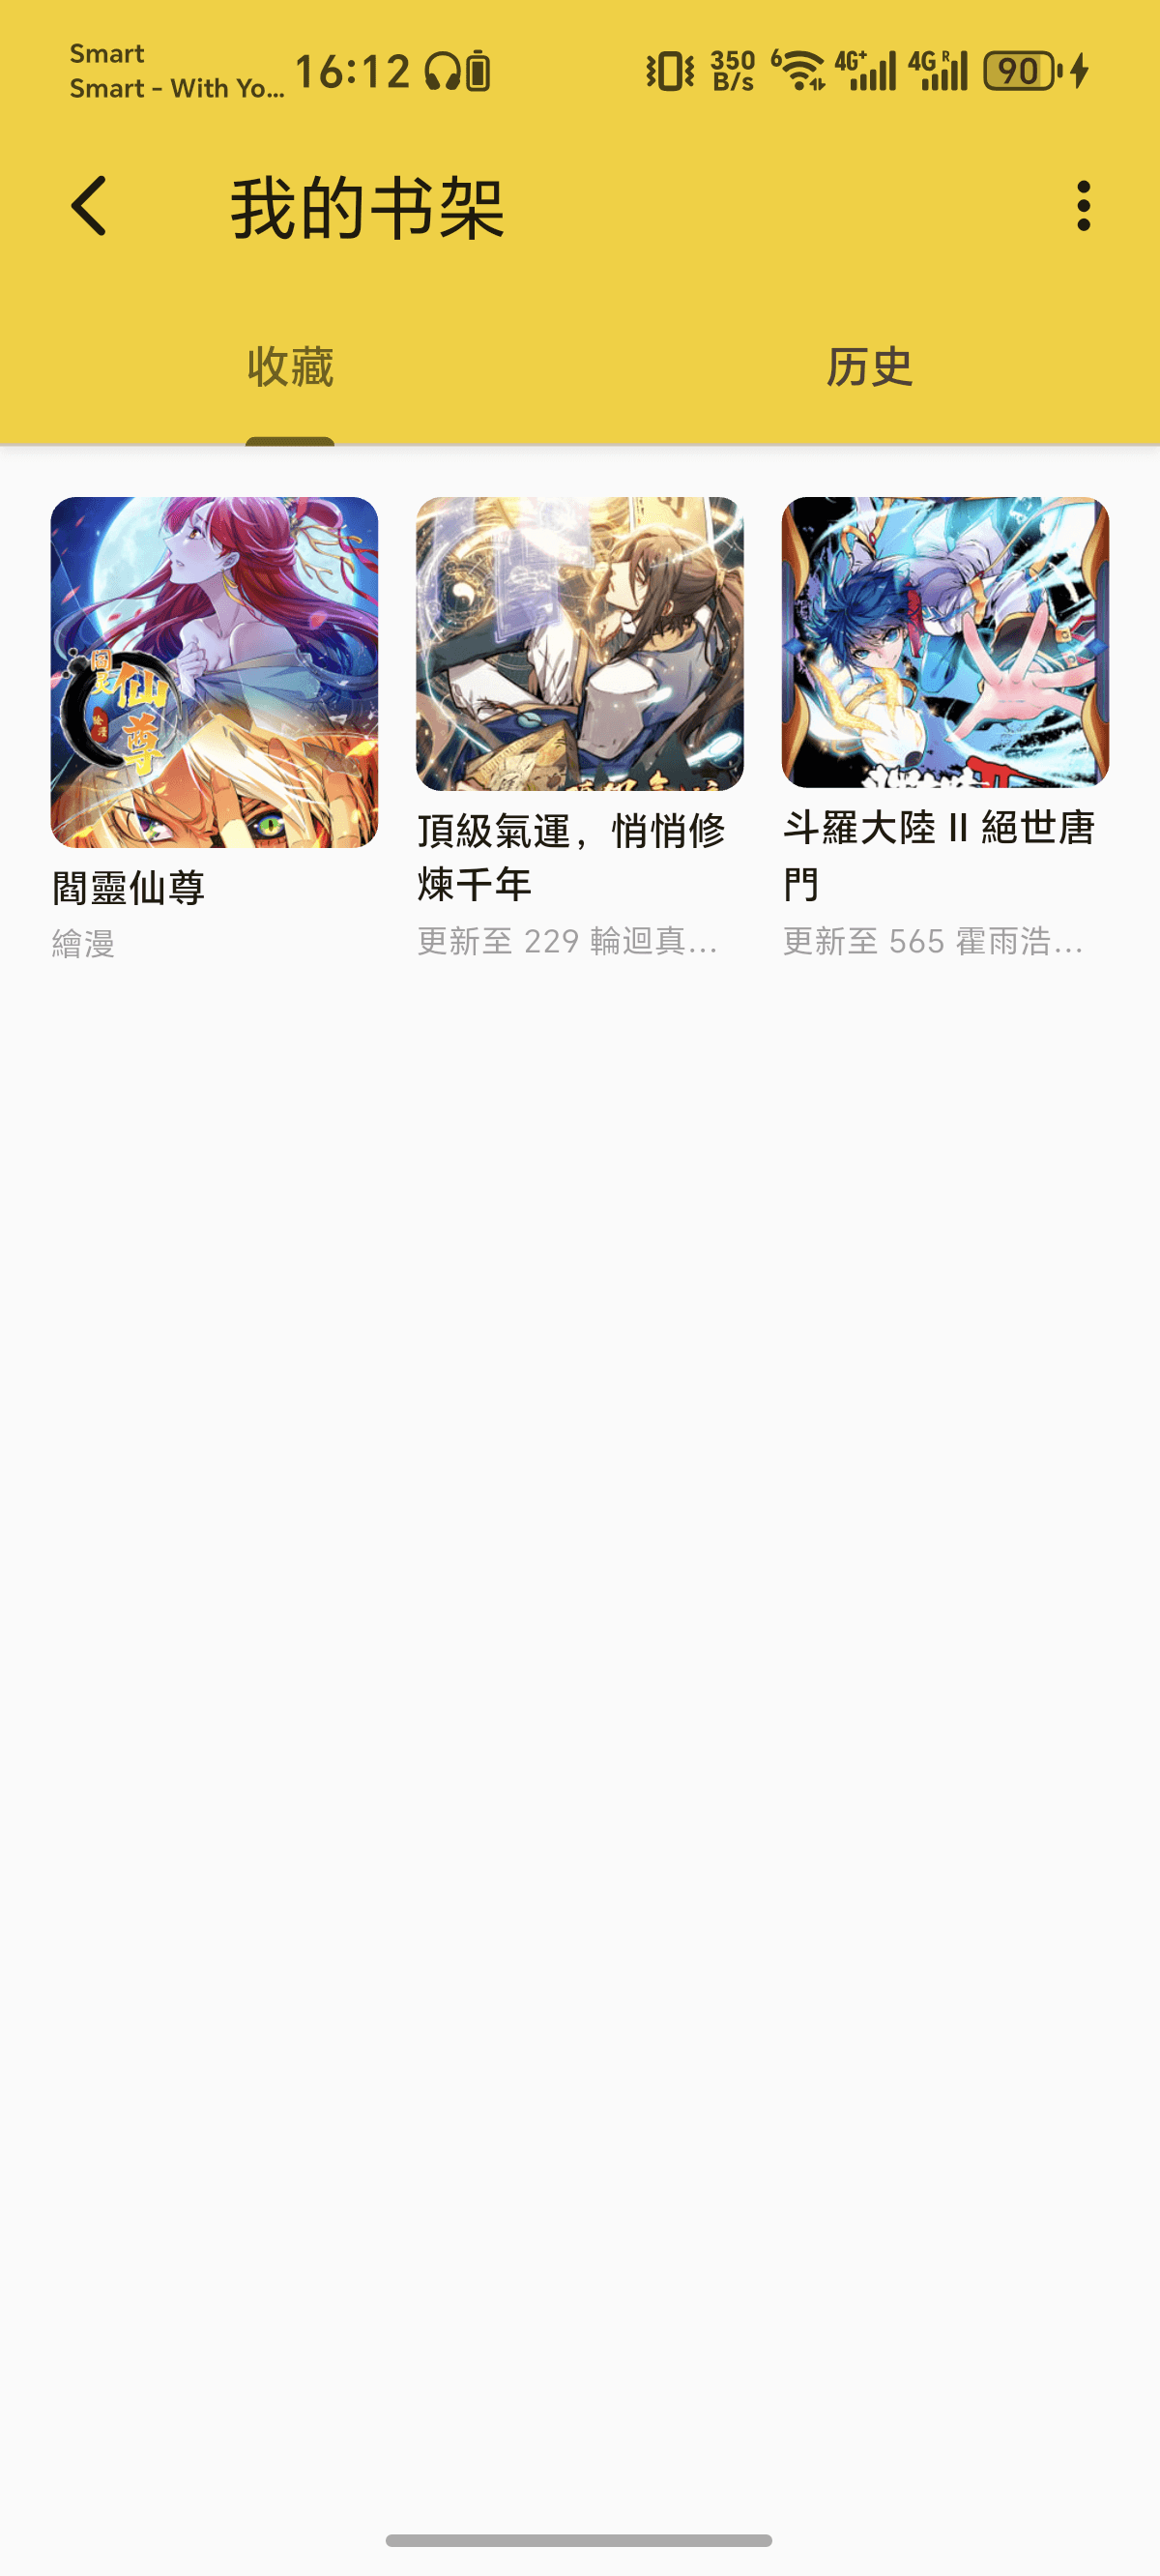 Smart
Smart - With Yo...
16:12
350
B/s
6
4G+
4G R
90
我的书架
收藏
历史
仙
尊
閻靈仙尊
繪漫
頂級氣運，悄悄修
煉千年
更新至 229 輪迴真...
斗羅大陸 II 絕世唐
門
更新至 565 霍雨浩...